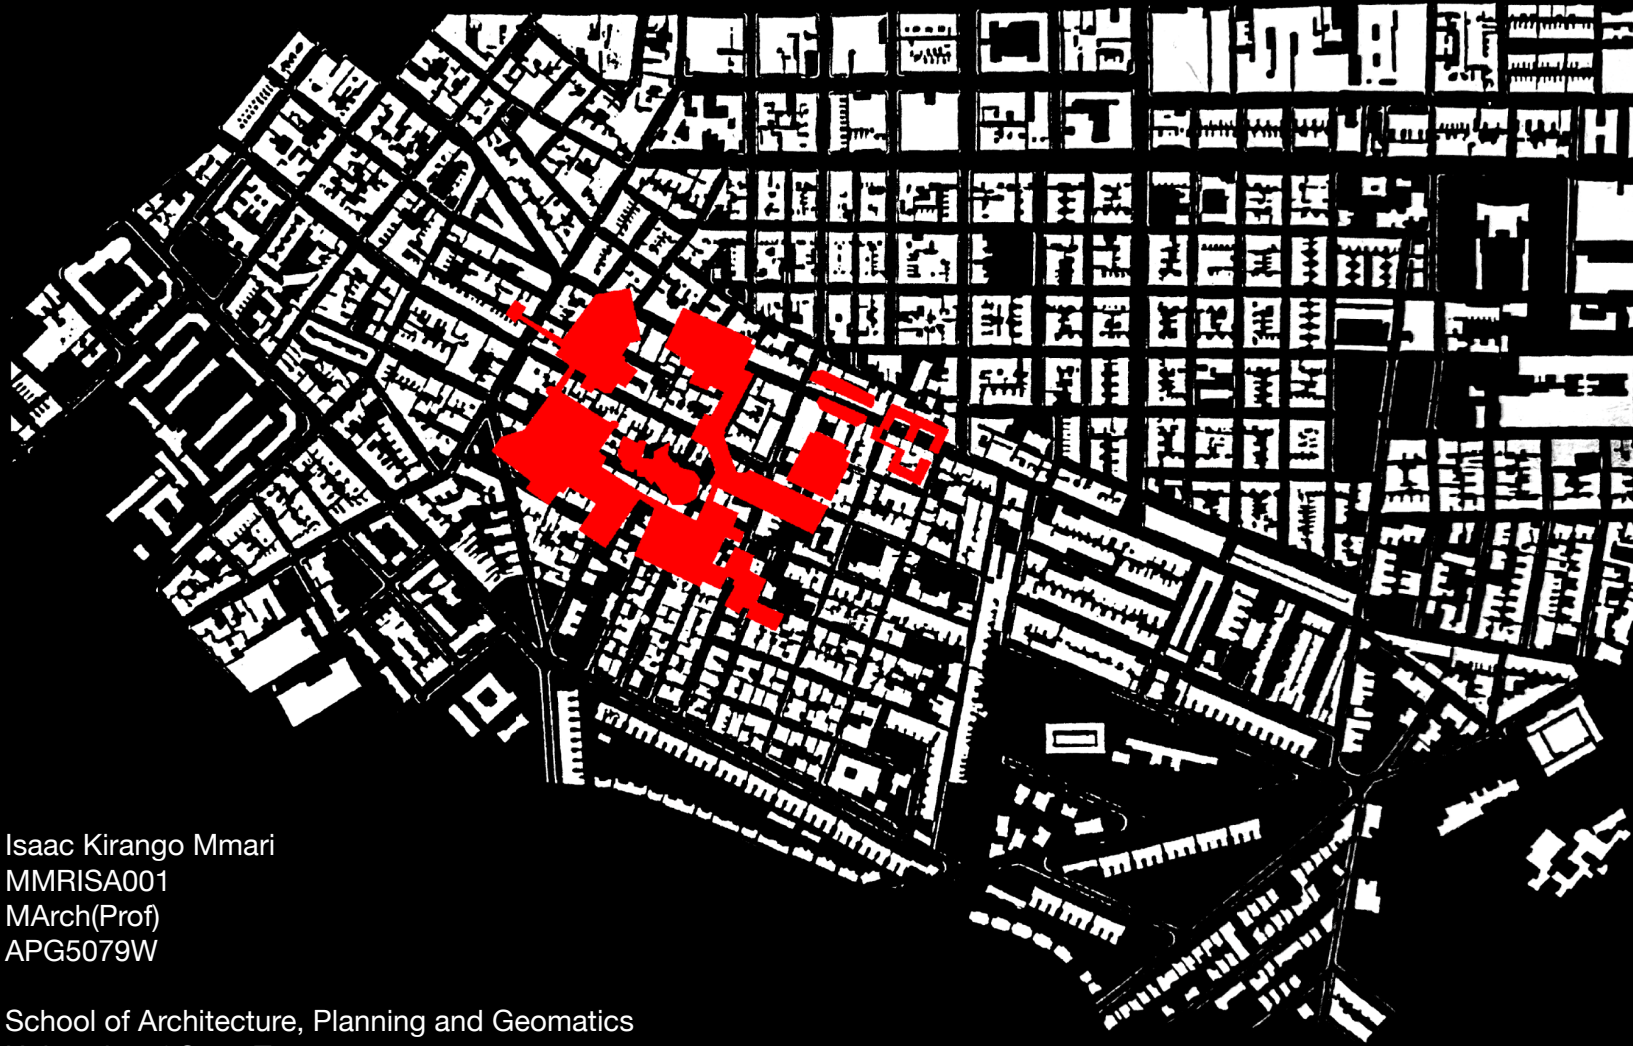 Isaac Kirango Mmari
MMRISA001
MArch(Prof)
APG5079W
School of Architecture, Planning and Geomatics